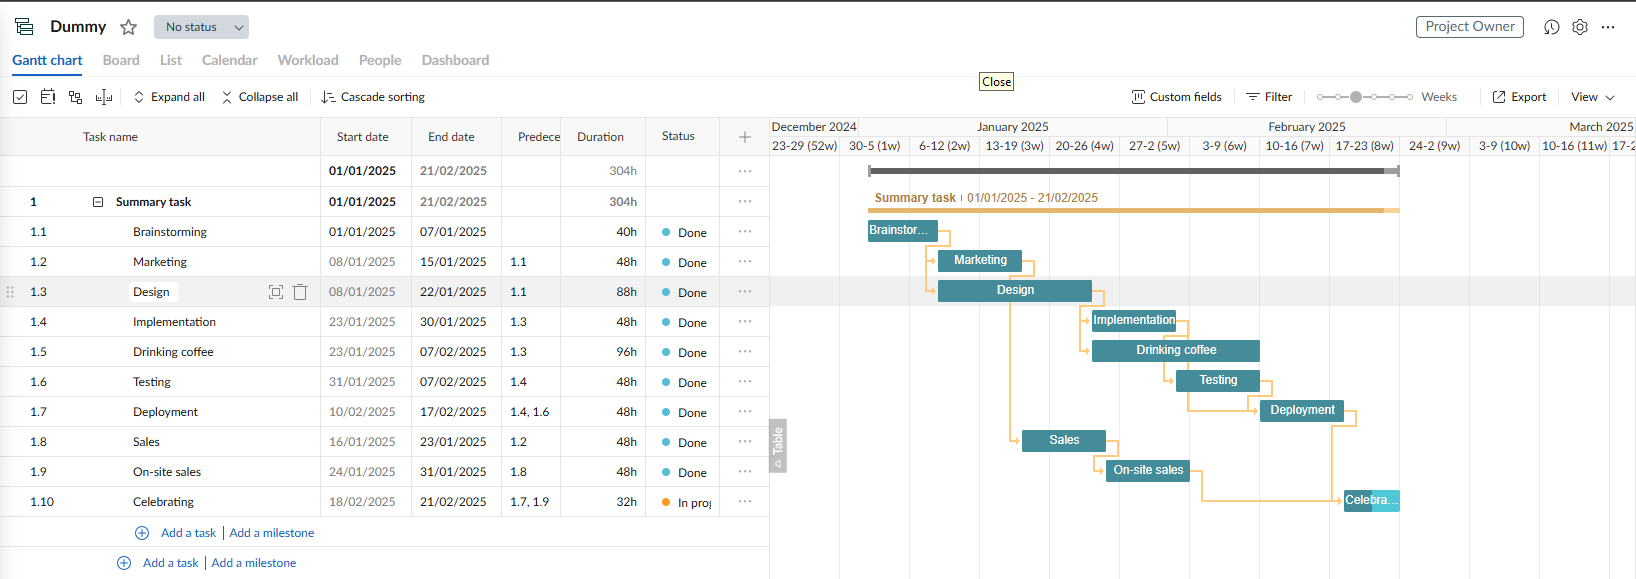 Dummy No status Project Owner
Gantt chart Board List Calendar Workload People Dashboard
Close
Expand all Collapse all Cascade sorting Custom fields Filter Weeks Export View
Task name Start date End date Predece Duration Status
December 2024 January 2025 February 2025 March 2025
23-29 (52w) 30-5 (1w) 6-12 (2w) 13-19 (3w) 20-26 (4w) 27-2 (5w) 3-9 (6w) 10-16 (7w) 17-23 (8w) 24-2 (9w) 3-9 (10w) 10-16 (11w) 17-2
01/01/2025 21/02/2025 304h
1 Summary task 01/01/2025 21/02/2025 304h Summary task 01/01/2025 - 21/02/2025
1.1 Brainstorming 01/01/2025 07/01/2025 40h Done Brainstor...
1.2 Marketing 08/01/2025 15/01/2025 1.1 48h Done Marketing
1.3 Design 08/01/2025 22/01/2025 1.1 88h Done Design
1.4 Implementation 23/01/2025 30/01/2025 1.3 48h Done Implementation
1.5 Drinking coffee 23/01/2025 07/02/2025 1.3 96h Done Drinking coffee
1.6 Testing 31/01/2025 07/02/2025 1.4 48h Done Testing
1.7 Deployment 10/02/2025 17/02/2025 1.4, 1.6 48h Done Deployment
1.8 Sales 16/01/2025 23/01/2025 1.2 48h Done Sales
1.9 On-site sales 24/01/2025 31/01/2025 1.8 48h Done On-site sales
1.10 Celebrating 18/02/2025 21/02/2025 1.7, 1.9 32h In prog Celebra...
Table
Add a task | Add a milestone
Add a task | Add a milestone